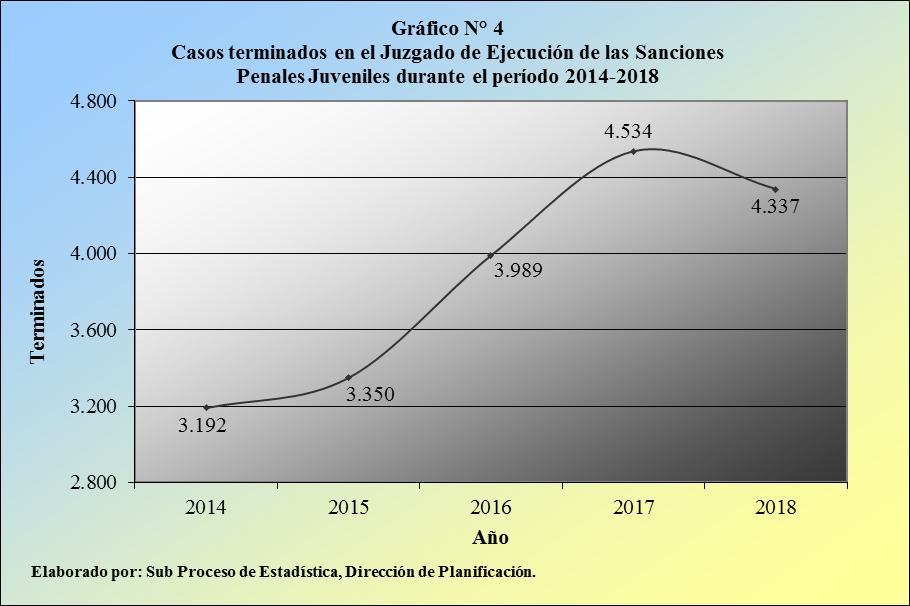 Gráfico N° 4
Casos terminados en el Juzgado de Ejecución de las Sanciones
Penales Juveniles durante el período 2014-2018
4.800
4.400
4.000
3.600
3.200
2.800
Terminados
3.192
3.350
3.989
4.534
4.337
2014
2015
2016
2017
2018
Año
Elaborado por: Sub Proceso de Estadística, Dirección de Planificación.